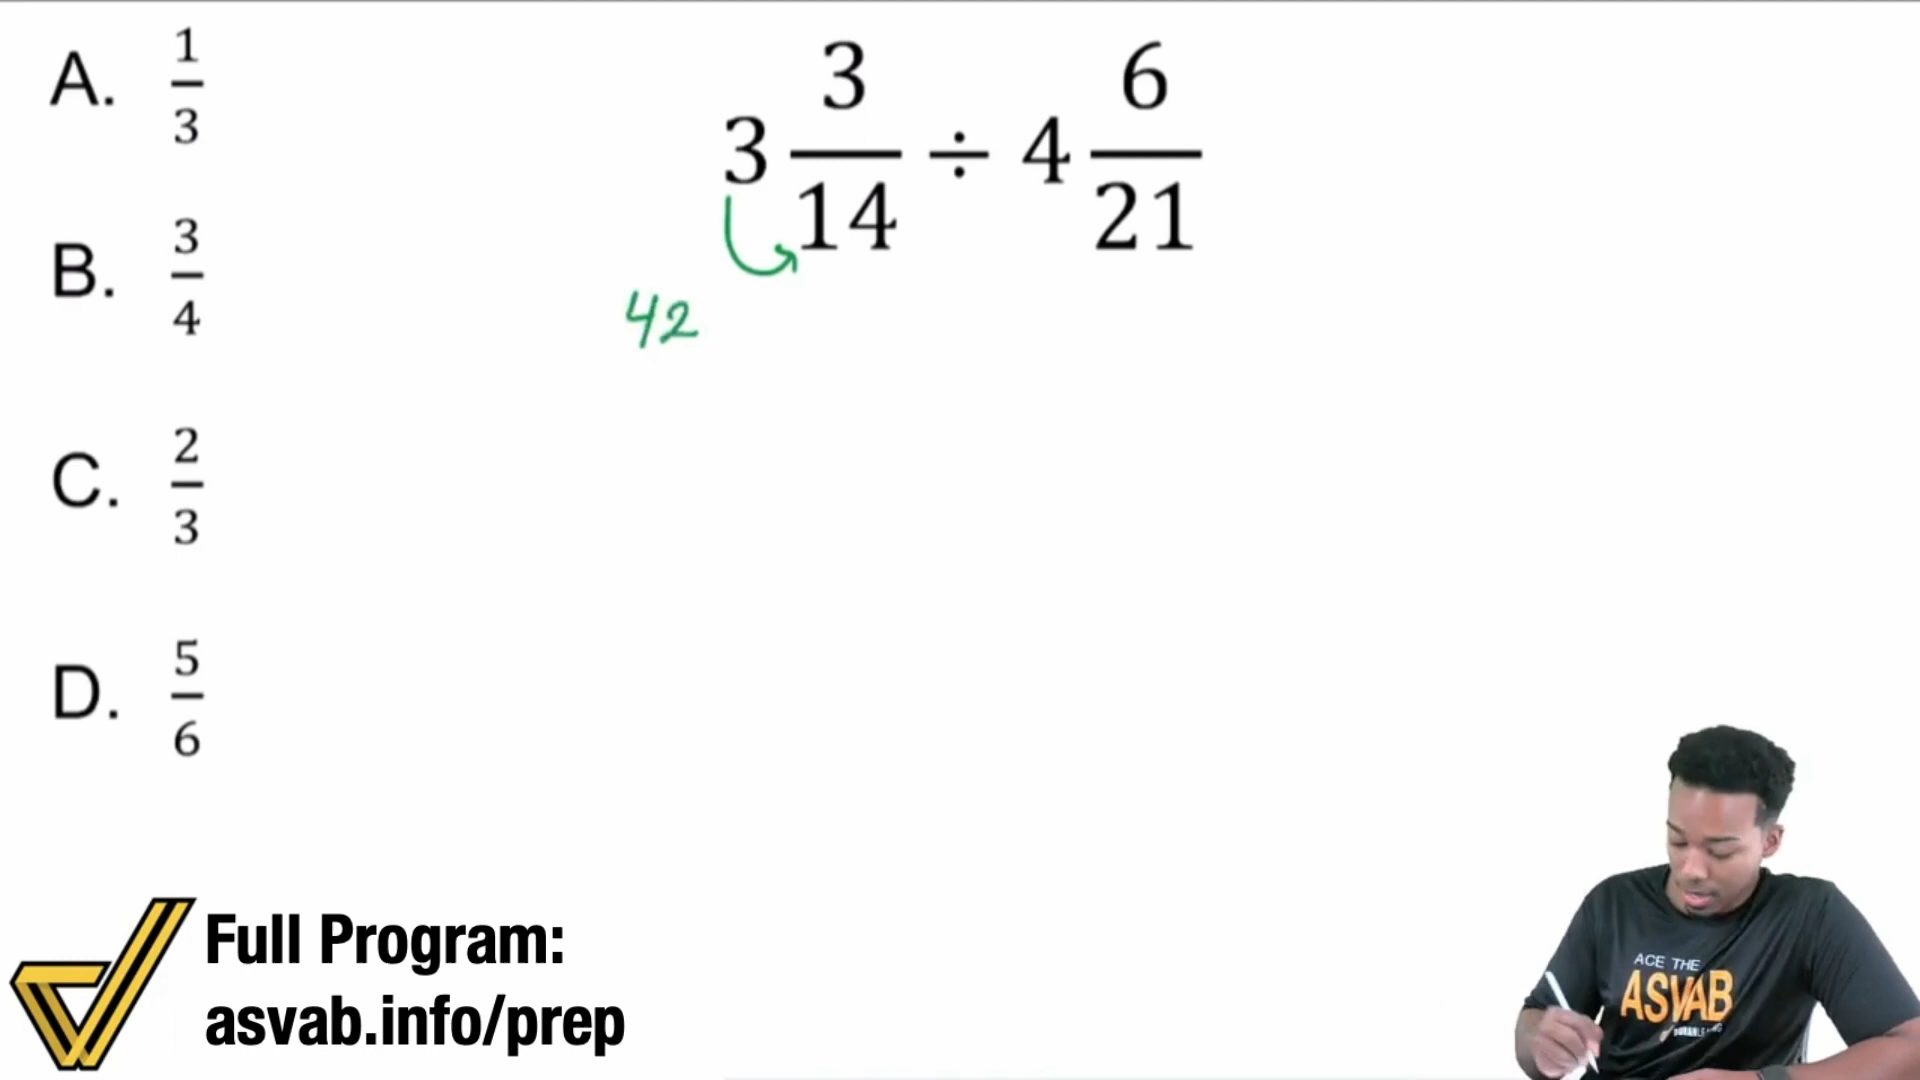 A. 1/3
3 3/14 ÷ 4 6/21
42
B. 3/4
C. 2/3
D. 5/6
Full Program:
asvab.info/prep
ACE THE
ASVAB